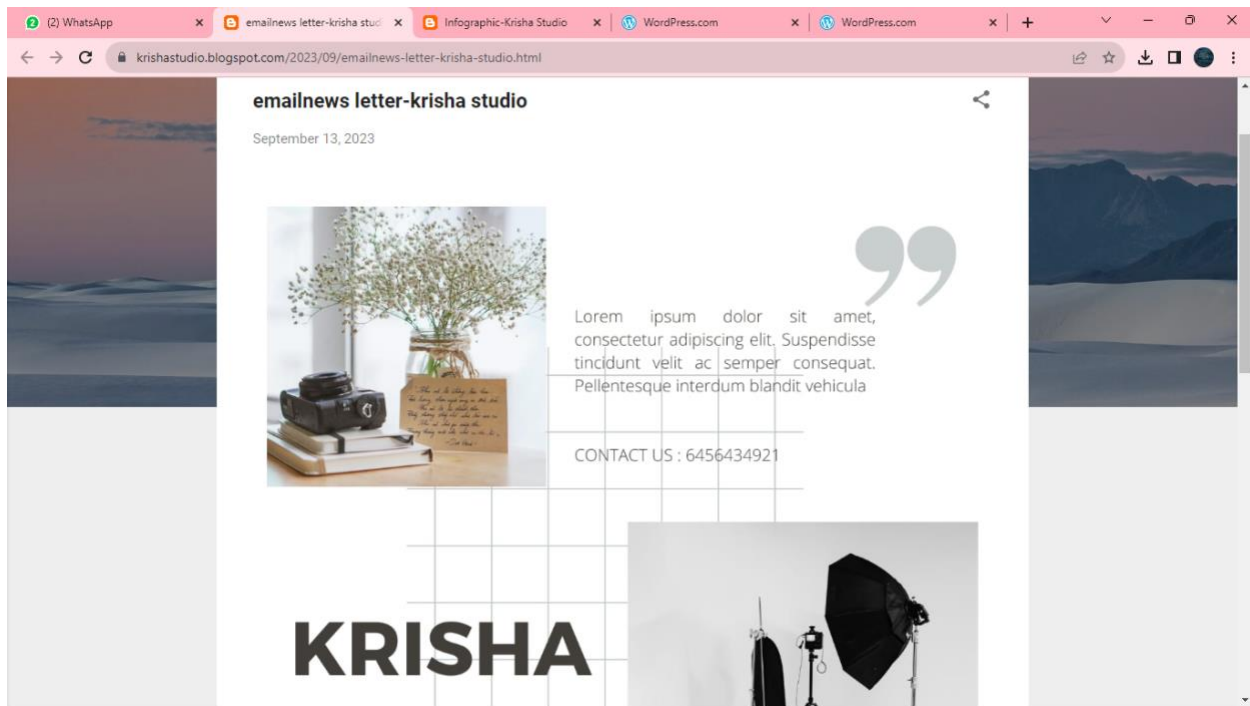 (2) WhatsApp
emailnews letter-krisha stud
Infographic-Krisha Studio
WordPress.com
WordPress.com
krishastudio.blogspot.com/2023/09/emailnews-letter-krisha-studio.html
emailnews letter-krisha studio
September 13, 2023
Lorem ipsum dolor sit amet,
consectetur adipiscing elit. Suspendisse
tincidunt velit ac semper consequat.
Pellentesque interdum blandit vehicula
CONTACT US : 6456434921
KRISHA